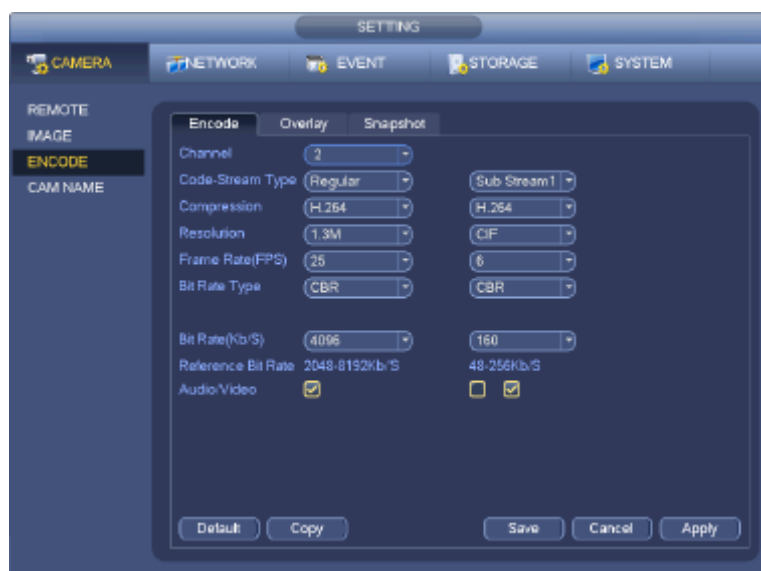 SETTING
CAMERA NETWORK EVENT STORAGE SYSTEM
REMOTE
IMAGE
ENCODE
CAM NAME
Encode Overlay Snapshot
Channel 2
Code-Stream Type Regular Sub Stream1
Compression H.264 H.264
Resolution 1.3M CIF
Frame Rate(FPS) 25 6
Bit Rate Type CBR CBR
Bit Rate(Kb/S) 4096 160
Reference Bit Rate 2048-8192Kb/S 48-256Kb/S
Audio/Video
Default Copy Save Cancel Apply